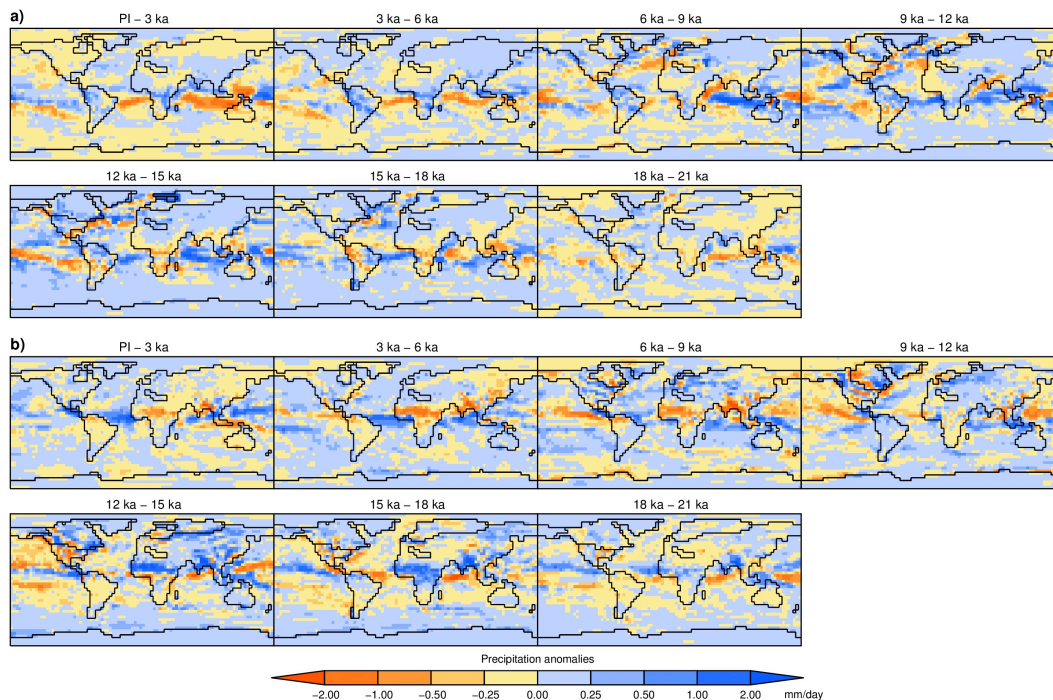 a)
PI − 3 ka
3 ka − 6 ka
6 ka − 9 ka
9 ka − 12 ka
12 ka − 15 ka
15 ka − 18 ka
18 ka − 21 ka
b)
PI − 3 ka
3 ka − 6 ka
6 ka − 9 ka
9 ka − 12 ka
12 ka − 15 ka
15 ka − 18 ka
18 ka − 21 ka
Precipitation anomalies
−2.00 −1.00 −0.50 −0.25 0.00 0.25 0.50 1.00 2.00 mm/day